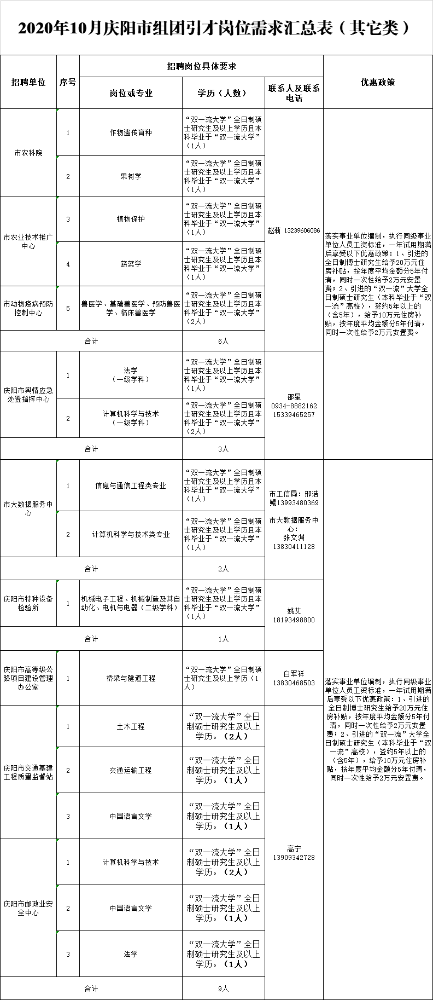 2020年10月庆阳市组团引才岗位需求汇总表（其它类）
招聘单位
序号
招聘岗位具体要求
优惠政策
岗位或专业
学历（人数）
联系人及联系
电话
市农科院
1
作物遗传育种
“双一流大学”全日制硕
士研究生及以上学历且本
科毕业于“双一流大学”
（1人）
2
果树学
“双一流大学”全日制硕
士研究生及以上学历且本
科毕业于“双一流大学”
（1人）
市农业技术推广
中心
3
植物保护
“双一流大学”全日制硕
士研究生及以上学历且本
科毕业于“双一流大学”
（1人）
4
蔬菜学
“双一流大学”全日制硕
士研究生及以上学历且本
科毕业于“双一流大学”
（1人）
市动物疫病预防
控制中心
5
兽医学、基础兽医学、预防兽医
学、临床兽医学
“双一流大学”全日制硕
士研究生及以上学历且本
科毕业于“双一流大学”
（2人）
合计
6人
赵莉 13239606086
落实事业单位编制，执行同级事业
单位人员工资标准，一年试用期满
后享受以下优惠政策：1、引进的
全日制博士研究生给予20万元住
房补贴，按年度平均金额分5年付
清，同时一次性给予2万元安置
费；2、引进的“双一流”大学全
日制硕士研究生（本科毕业于“双
一流”高校），签约5年以上的
（含5年），给予10万元住房补
贴，按年度平均金额分5年付清，
同时一次性给予2万元安置费。
庆阳市舆情应急
处置指挥中心
1
法学
（一级学科）
“双一流大学”全日制硕
士研究生及以上学历且本
科毕业于“双一流大学”
（1人）
2
计算机科学与技术
（一级学科）
“双一流大学”全日制硕
士研究生及以上学历且本
科毕业于“双一流大学”
（2人）
合计
3人
邵星
0934-8882162
15339465257
市大数据服务中
心
1
信息与通信工程类专业
“双一流大学”全日制硕
士研究生及以上学历且本
科毕业于“双一流大学”
（1人）
2
计算机科学与技术类专业
“双一流大学”全日制硕
士研究生及以上学历且本
科毕业于“双一流大学”
（1人）
合计
2人
市工信局：邢浩
鲲13993480369
市大数据服务中
心：
张文渊
13830411128
庆阳市特种设备
检验所
1
机械电子工程、机械制造及其自
动化、电机与电器（二级学科）
“双一流大学”全日制硕
士研究生及以上学历且本
科毕业于“双一流大学”
（1人）
合计
1人
姚艾
18193498800
庆阳市高等级公
路项目建设管理
办公室
1
桥梁与隧道工程
“双一流大学”全日制硕
士研究生及以上学历（1
人）
白军祥
13830468503
落实事业单位编制，执行同级事业
单位人员工资标准，一年试用期满
后享受以下优惠政策：1、引进的
全日制博士研究生给予20万元住
房补贴，按年度平均金额分5年付
清，同时一次性给予2万元安置
费；2、引进的“双一流”大学全
日制硕士研究生（本科毕业于“双
一流”高校），签约5年以上的
（含5年），给予10万元住房补
贴，按年度平均金额分5年付清，
同时一次性给予2万元安置费。
庆阳市交通基建
工程质量监督站
1
土木工程
“双一流大学”全日
制硕士研究生及以上
学历。（2人）
2
交通运输工程
“双一流大学”全日
制硕士研究生及以上
学历。（1人）
3
中国语言文学
“双一流大学”全日
制硕士研究生及以上
学历。（1人）
庆阳市邮政业安
全中心
1
计算机科学与技术
“双一流大学”全日
制硕士研究生及以上
学历。（2人）
2
中国语言文学
“双一流大学”全日
制硕士研究生及以上
学历。（1人）
3
法学
“双一流大学”全日
制硕士研究生及以上
学历。（1人）
合计
9人
高宁
13909342728